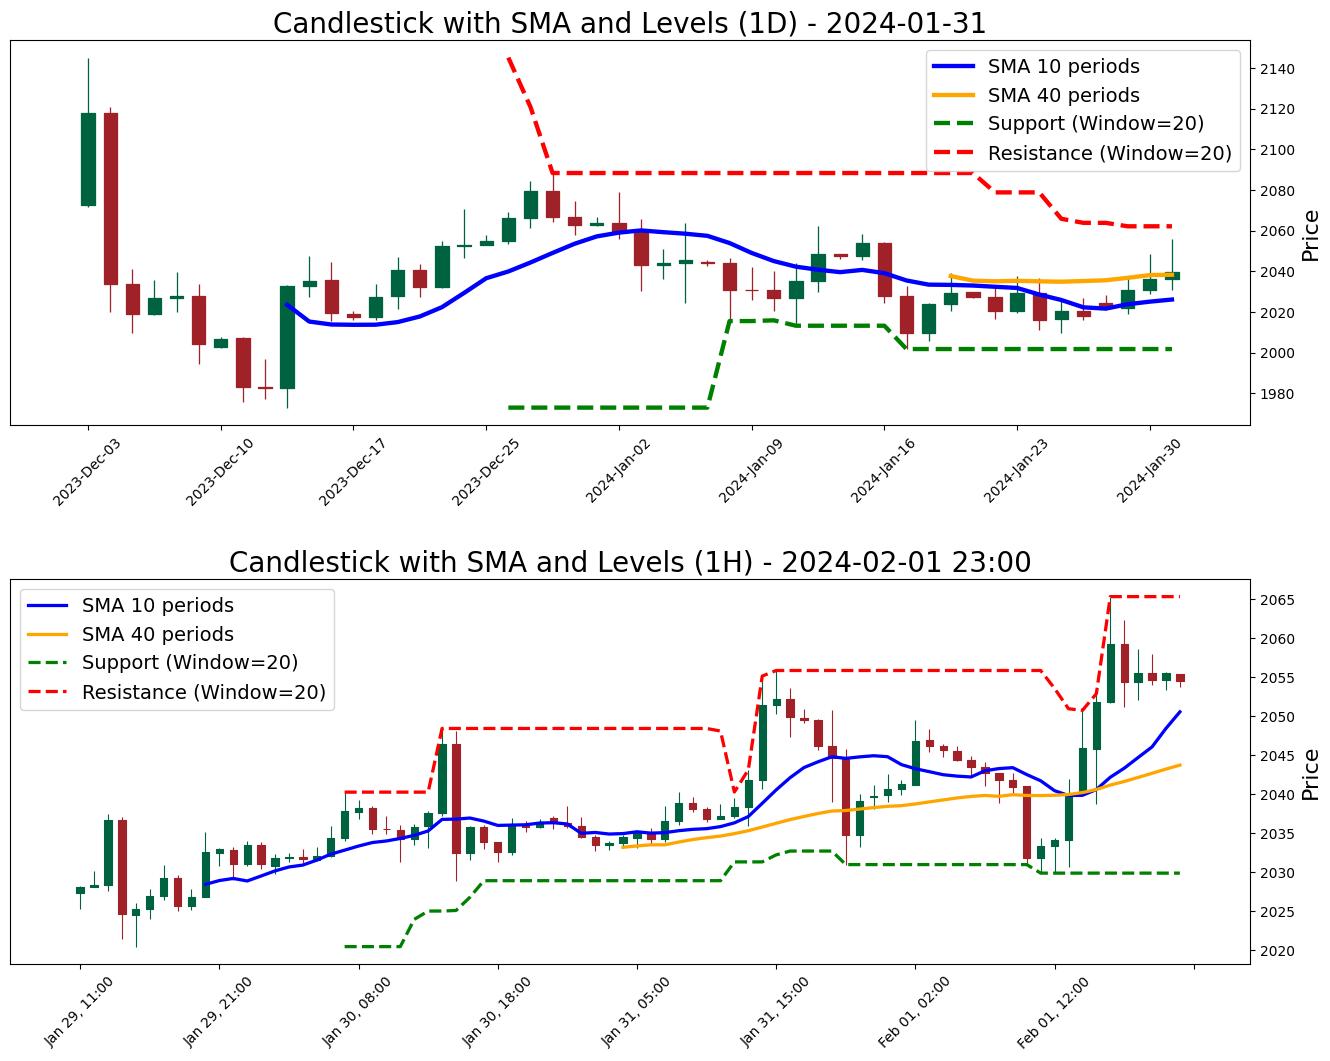 Candlestick with SMA and Levels (1D) - 2024-01-31
SMA 10 periods
SMA 40 periods
Support (Window=20)
Resistance (Window=20)
2140
2120
2100
2080
2060
2040
2020
2000
1980
Price
2023-Dec-03
2023-Dec-10
2023-Dec-17
2023-Dec-25
2024-Jan-02
2024-Jan-09
2024-Jan-16
2024-Jan-23
2024-Jan-30
Candlestick with SMA and Levels (1H) - 2024-02-01 23:00
SMA 10 periods
SMA 40 periods
Support (Window=20)
Resistance (Window=20)
2065
2060
2055
2050
2045
2040
2035
2030
2025
2020
Price
Jan 29, 11:00
Jan 29, 21:00
Jan 30, 08:00
Jan 30, 18:00
Jan 31, 05:00
Jan 31, 15:00
Feb 01, 02:00
Feb 01, 12:00